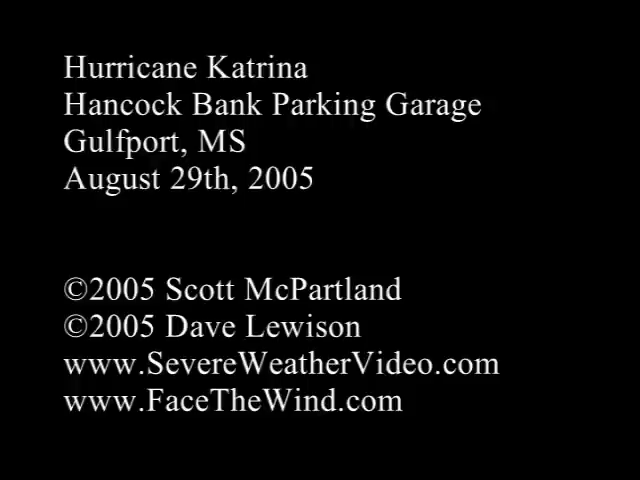 Hurricane Katrina
Hancock Bank Parking Garage
Gulfport, MS
August 29th, 2005
©2005 Scott McPartland
©2005 Dave Lewison
www.SevereWeatherVideo.com
www.FaceTheWind.com